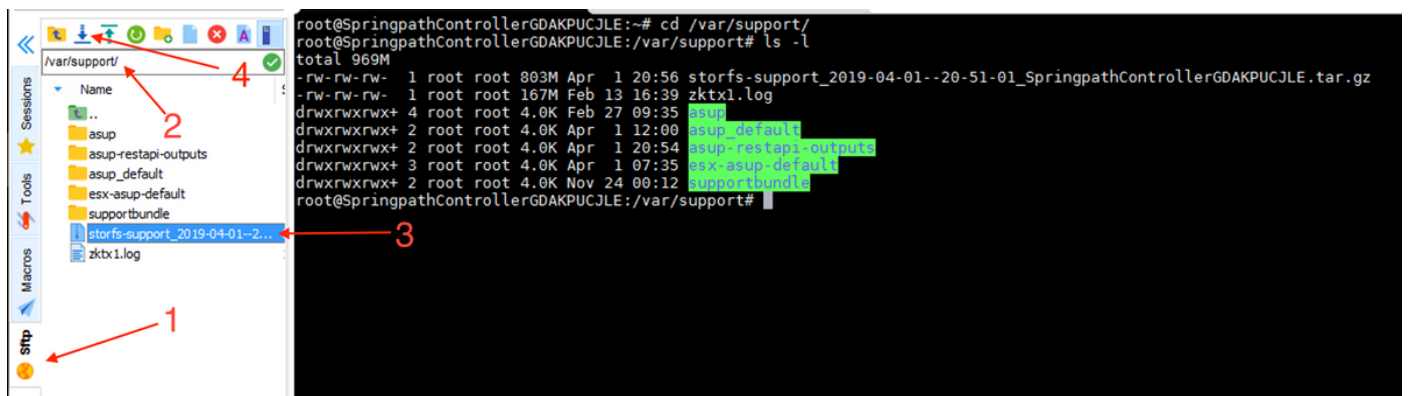 /var/support/
Name
S
..
asup
asup-restapi-outputs
asup_default
esx-asup-default
supportbundle
storfs-support_2019-04-01--2...
zktx1.log
Sessions
Tools
Macros
Sftp
1
2
3
4
root@SpringpathControllerGDAKPUCJLE:~# cd /var/support/
root@SpringpathControllerGDAKPUCJLE:/var/support# ls -l
total 969M
-rw-rw-rw-  1 root root 803M Apr  1 20:56 storfs-support_2019-04-01--20-51-01_SpringpathControllerGDAKPUCJLE.tar.gz
-rw-rw-rw-  1 root root 167M Feb 13 16:39 zktx1.log
drwxrwxrwx+ 4 root root 4.0K Feb 27 09:35 asup
drwxrwxrwx+ 2 root root 4.0K Apr  1 12:00 asup_default
drwxrwxrwx+ 2 root root 4.0K Apr  1 20:54 asup-restapi-outputs
drwxrwxrwx+ 3 root root 4.0K Apr  1 07:35 esx-asup-default
drwxrwxrwx+ 2 root root 4.0K Nov 24 00:12 supportbundle
root@SpringpathControllerGDAKPUCJLE:/var/support#